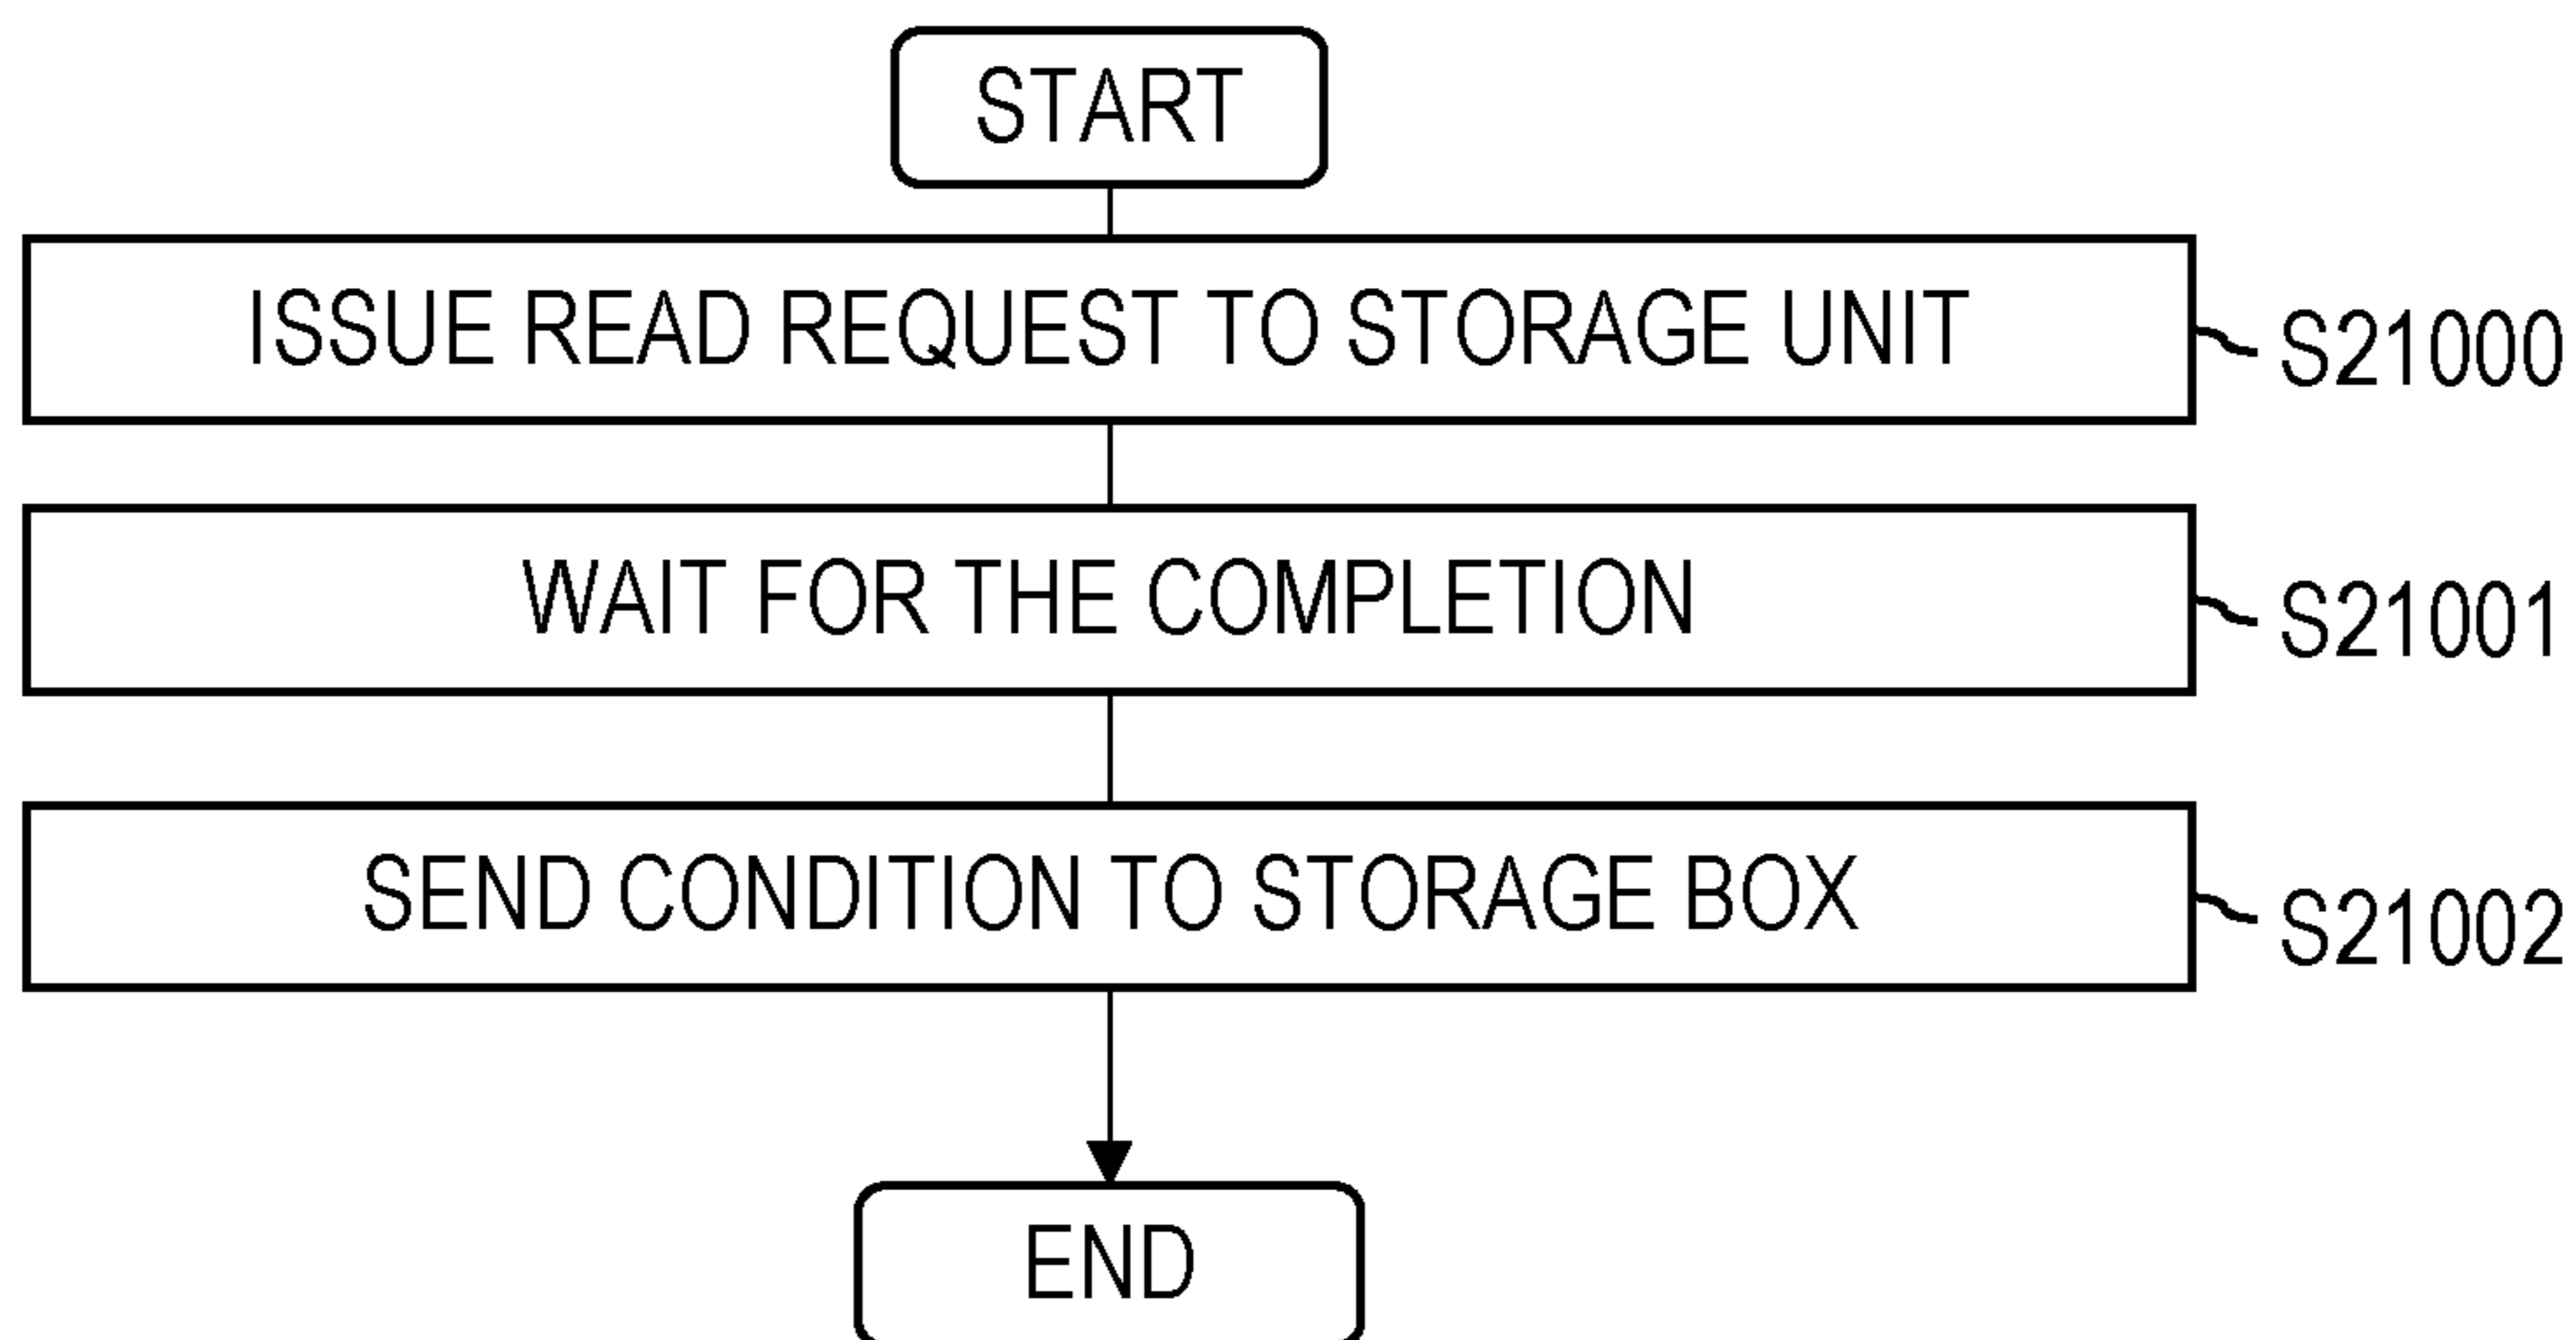 START
ISSUE READ REQUEST TO STORAGE UNIT
S21000
WAIT FOR THE COMPLETION
S21001
SEND CONDITION TO STORAGE BOX
S21002
END